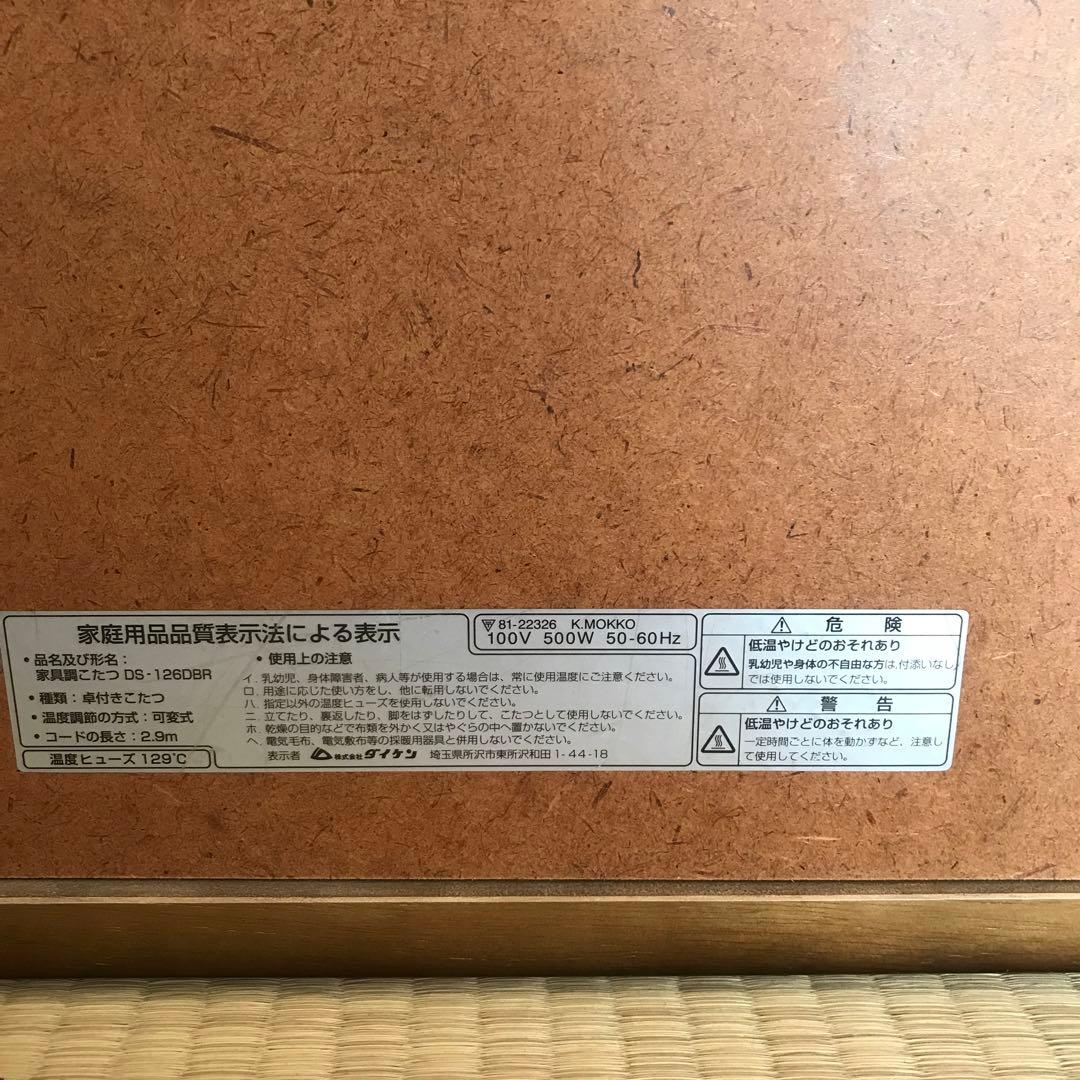 家庭用品品質表示法による表示
・品名及び形名：
家具調こたつ DS-126DBR
・種類：卓付きこたつ
・温度調節の方式：可変式
・コードの長さ：2.9m
温度ヒューズ 129℃
・使用上の注意
イ. 乳幼児、身体障害者、病人等が使用する場合は、常に使用温度にご注意ください。
ロ. 用途に応じた使い方をし、他に転用しないでください。
ハ. 指定以外の温度ヒューズを使用しないでください。
ニ. 立てたり、裏返したり、脚をはずしたりして、こたつとして使用しないでください。
ホ. 乾燥の目的などで布類を外かく又はやぐらの中へ置かないでください。
ヘ. 電気毛布、電気敷布等の採暖用器具と併用しないでください。
表示者 株式会社ダイケン 埼玉県所沢市東所沢和田1-44-18
81-22326 K.MOKKO
100V 500W 50-60Hz
危険
低温やけどのおそれあり
乳幼児や身体の不自由な方は、付添いなし
では使用しないでください。
警告
低温やけどのおそれあり
一定時間ごとに体を動かすなど、注意し
て使用してください。